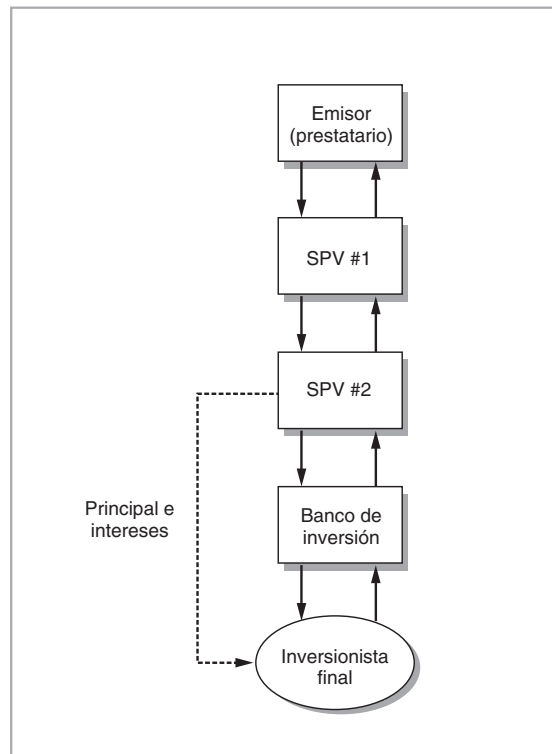 Emisor
(prestatario)
SPV #1
SPV #2
Principal e
intereses
Banco de
inversión
Inversionista
final